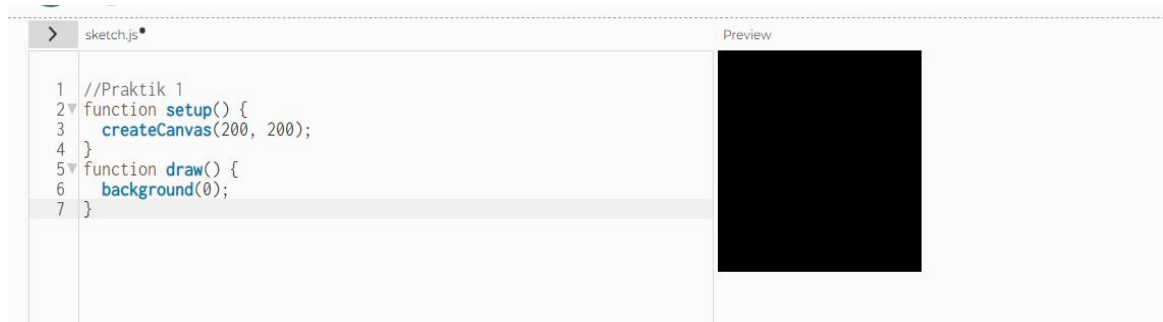 sketch.js
Preview
1 //Praktik 1
2 function setup() {
3 createCanvas(200, 200);
4 }
5 function draw() {
6 background(0);
7 }